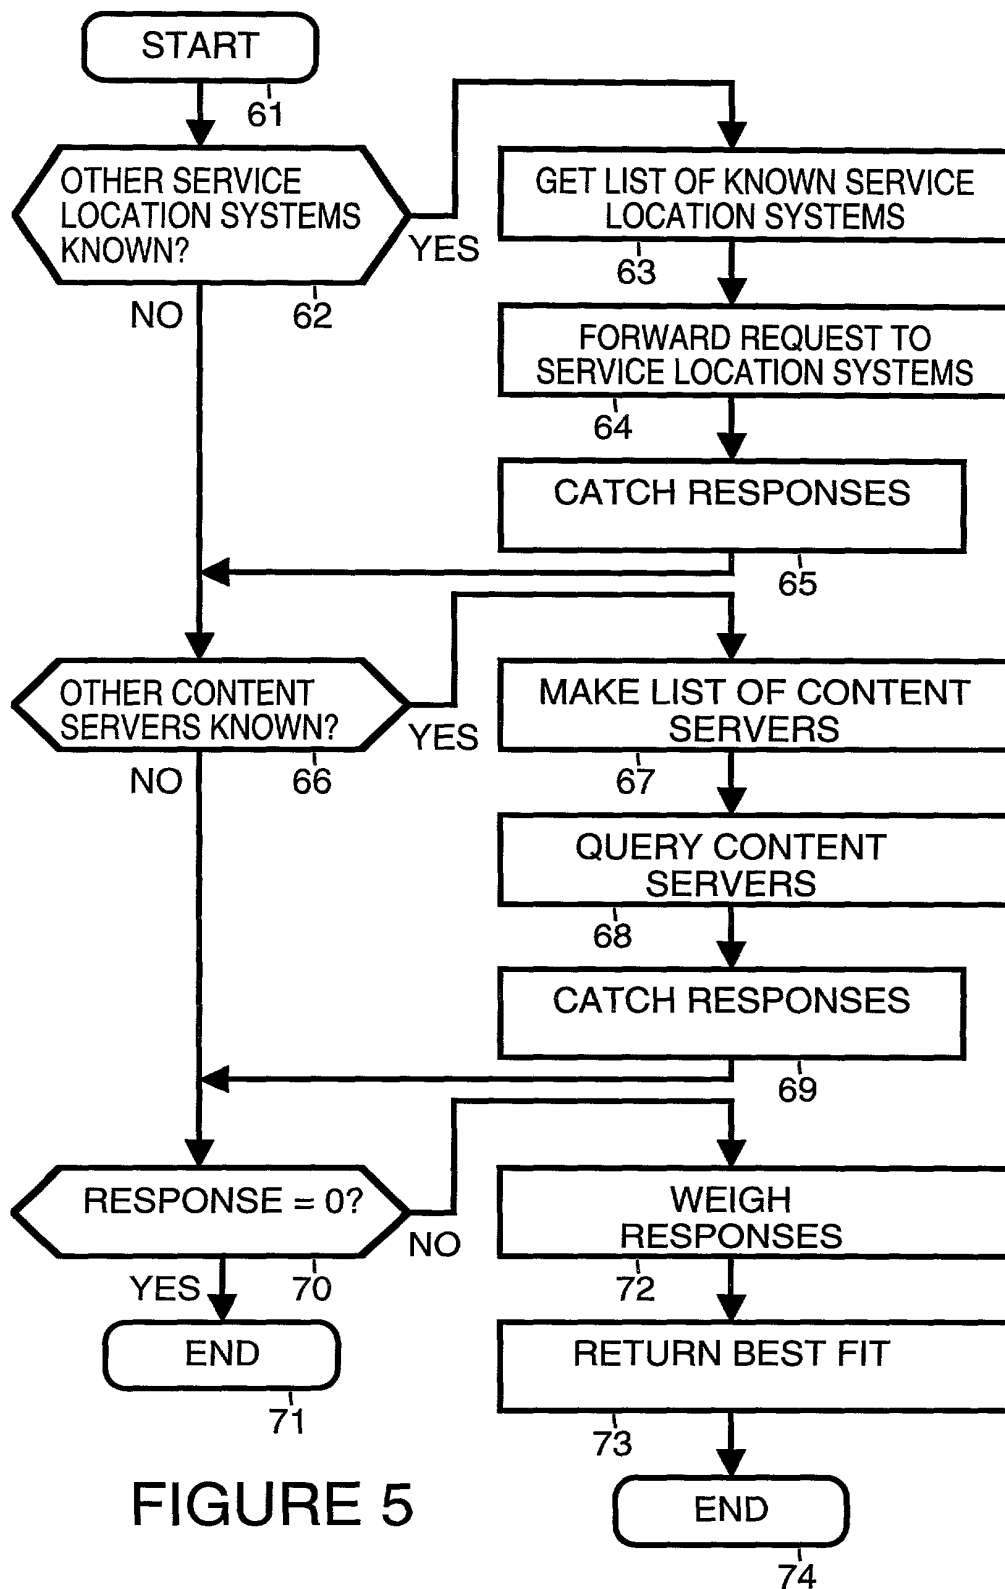 START
61
OTHER SERVICE
LOCATION SYSTEMS
KNOWN?
YES
NO
62
GET LIST OF KNOWN SERVICE
LOCATION SYSTEMS
63
FORWARD REQUEST TO
SERVICE LOCATION SYSTEMS
64
CATCH RESPONSES
65
OTHER CONTENT
SERVERS KNOWN?
YES
NO
66
MAKE LIST OF CONTENT
SERVERS
67
QUERY CONTENT
SERVERS
68
CATCH RESPONSES
69
RESPONSE = 0?
NO
YES
70
END
71
WEIGH
RESPONSES
72
RETURN BEST FIT
73
END
74
FIGURE 5